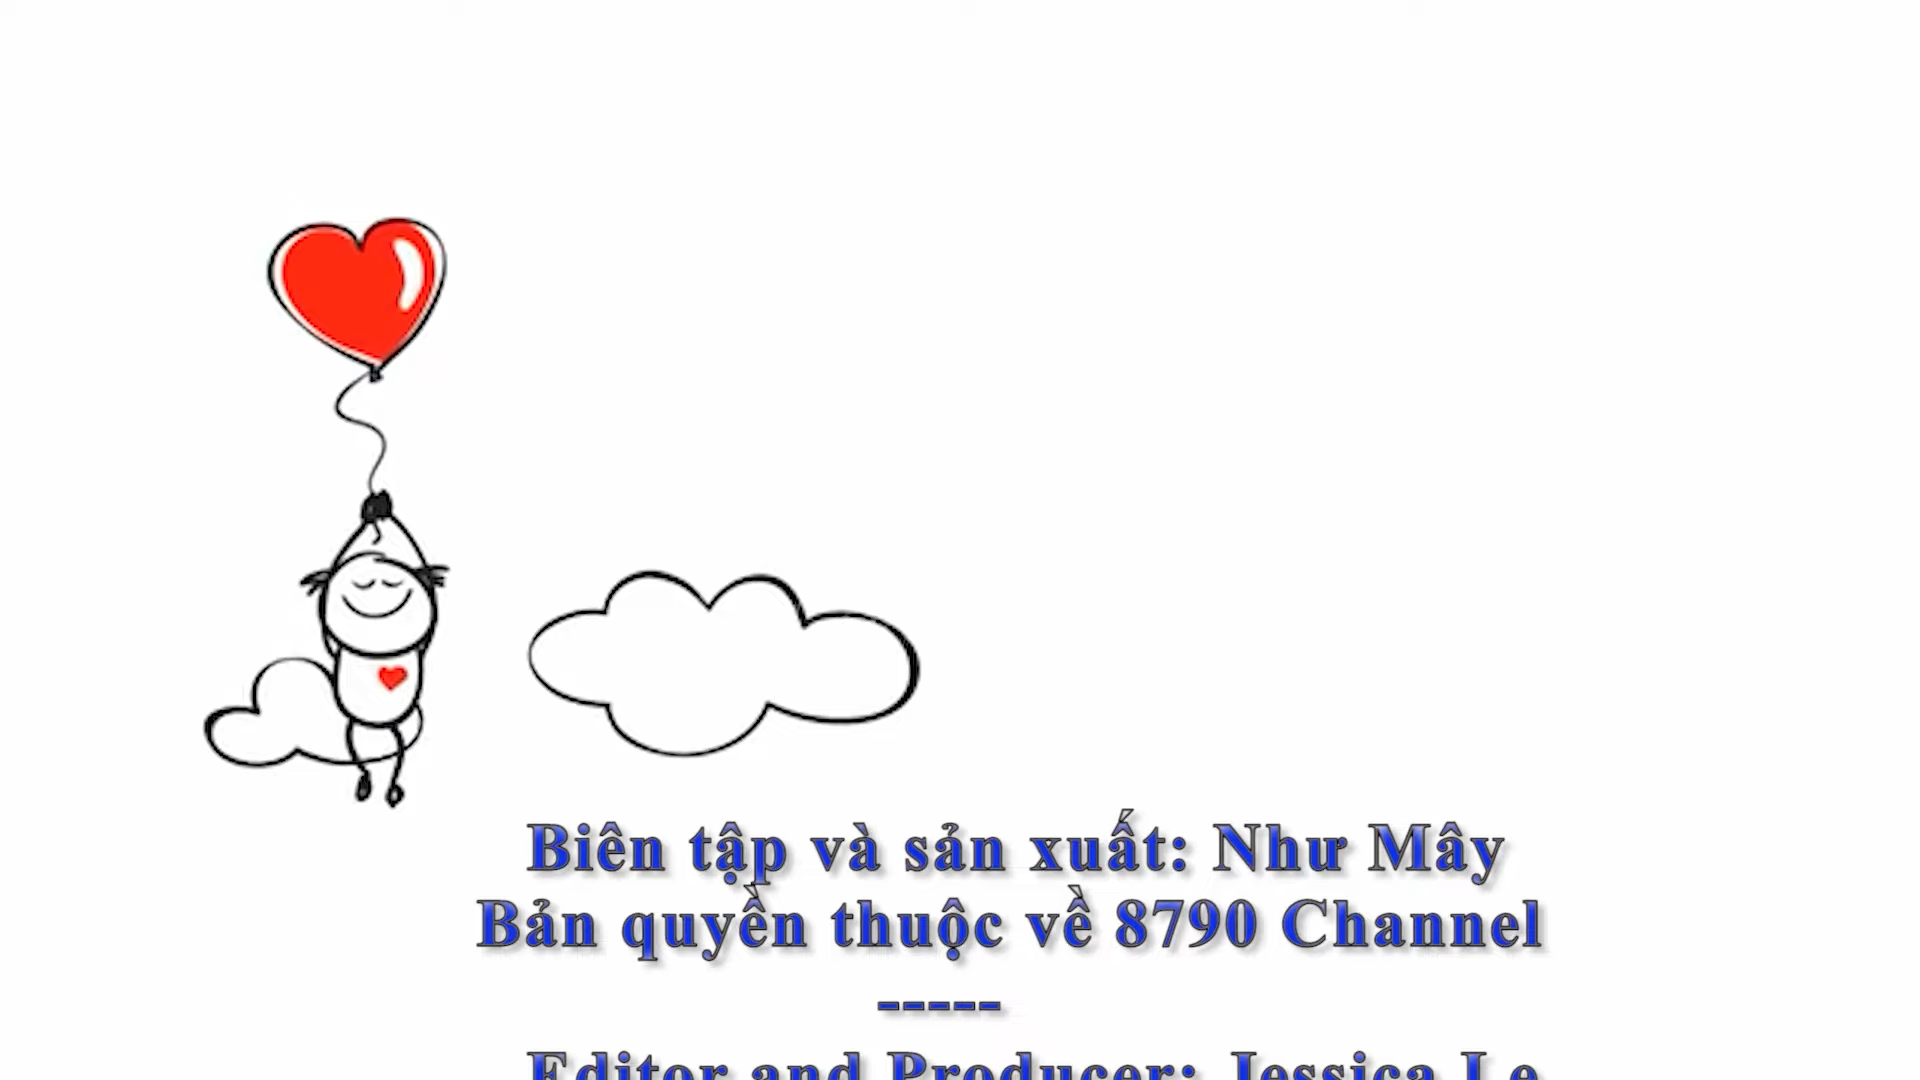 Biên tập và sản xuất: Như Mây
Bản quyền thuộc về 8790 Channel
-----
Editor and Producer: Jessica Le